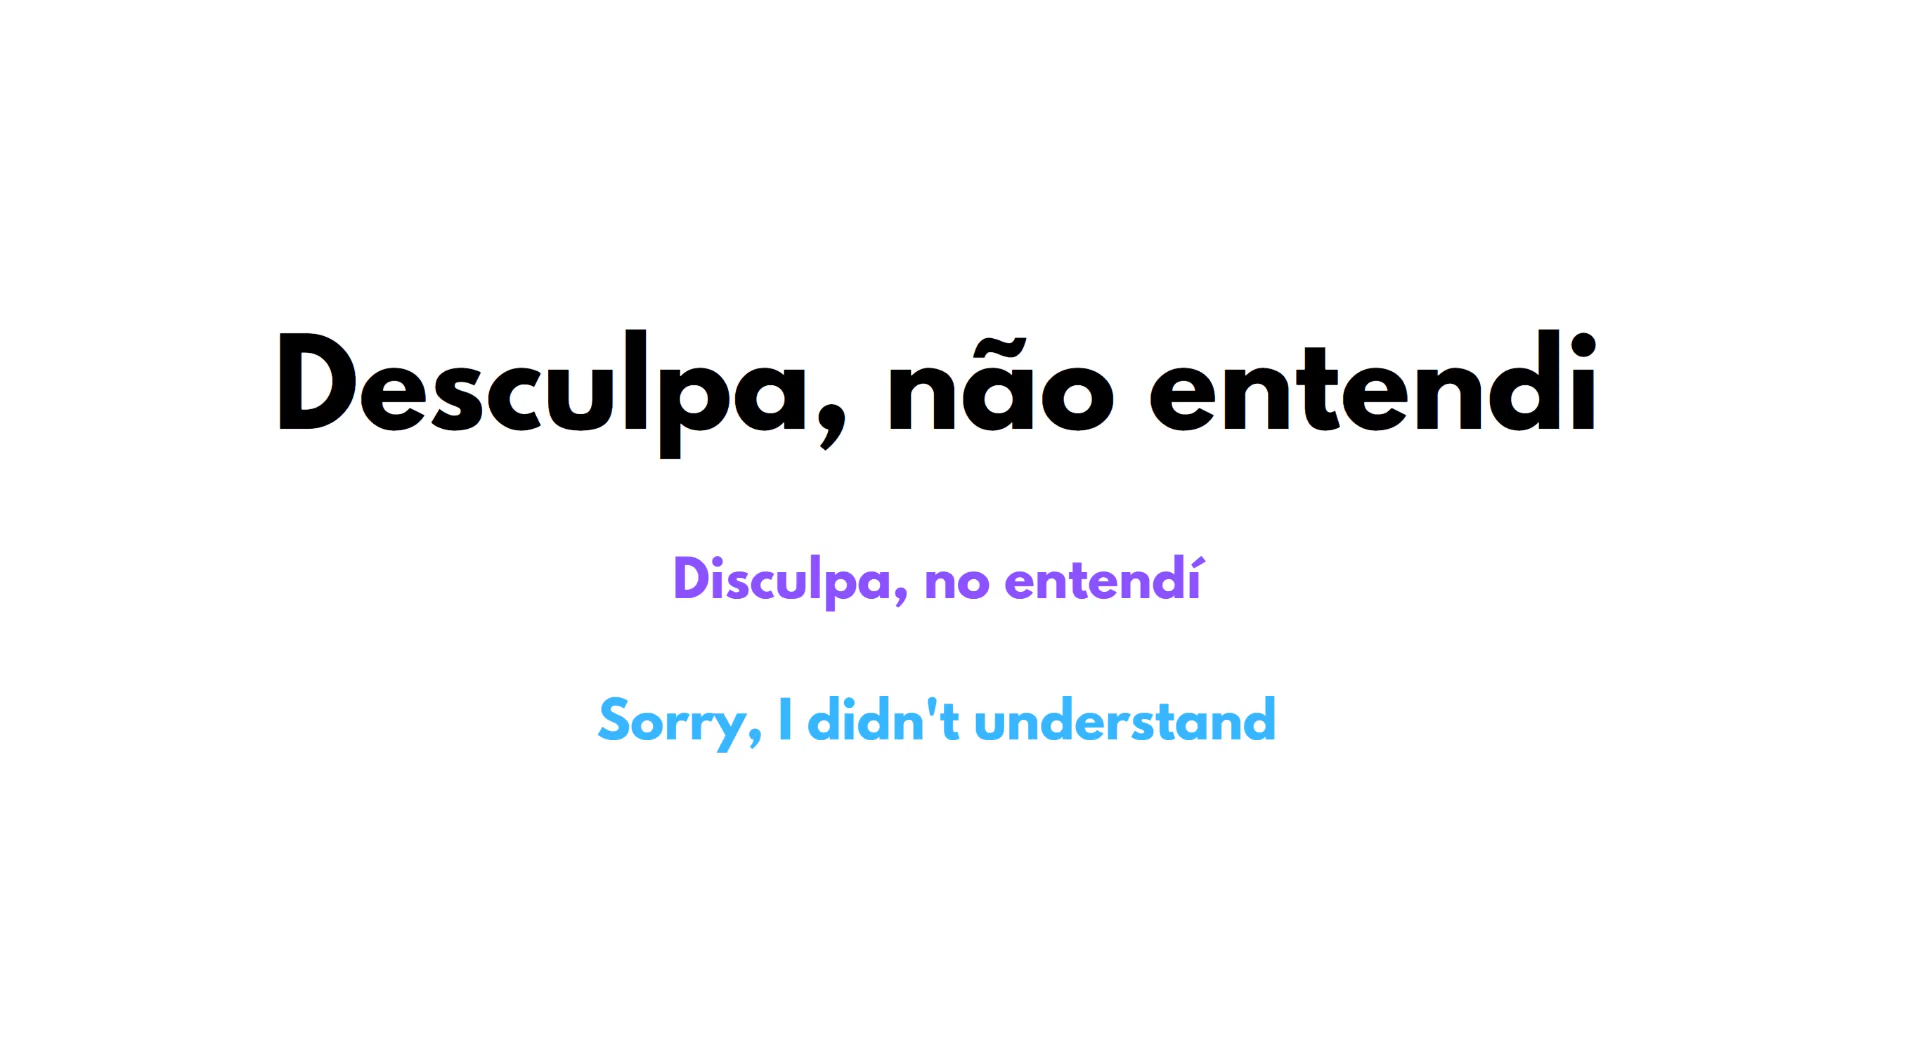 Desculpa, não entendi
Disculpa, no entendí
Sorry, I didn't understand